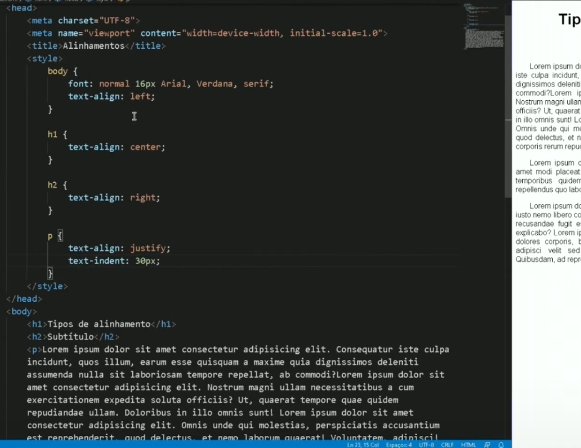 <head>
<meta charset="UTF-8">
<meta name="viewport" content="width=device-width, initial-scale=1.0">
<title>Alinhamentos</title>
<style>
body {
font: normal 16px Arial, Verdana, serif;
text-align: left;
}
h1 {
text-align: center;
}
h2 {
text-align: right;
}
p {
text-align: justify;
text-indent: 30px;
}
</style>
</head>
<body>
<h1>Tipos de alinhamento</h1>
<h2>Subtítulo</h2>
<p>Lorem ipsum dolor sit amet consectetur adipisicing elit. Consequatur iste culpa
incidunt, quos illum, earum esse quisquam a maxime quia dignissimos deleniti
assumenda nulla sit laboriosam tempore repellat, ab commodi?Lorem ipsum dolor sit
amet consectetur adipisicing elit. Nostrum magni ullam necessitatibus a cum
exercitationem expedita soluta officiis? Ut, quaerat tempore quae quidem
repudiandae ullam. Doloribus in illo omnis sunt! Lorem ipsum dolor sit amet
consectetur adipisicing elit. Omnis unde qui molestias, perspiciatis accusantium
est reprehenderit, quod delectus, et nemo laborum fugiat! Voluptatem, adipisci
UTF-8 CRLF HTML
Tip
Lorem ipsum do
iste culpa incidunt,
dignissimos deleniti
commodi?Lorem ip
Nostrum magni ullam
officiis? Ut, quaerat
in illo omnis sunt! Lo
Omnis unde qui mo
quod delectus, et n
corporis rerum repu
Lorem ipsum d
amet modi placeat
temporibus quidem
repellendus quo labo
Lorem ipsum do
iusto nemo libero co
recusandae fugit e
explicabo? Lorem ip
dolores corporis, b
adipisci velit sed
Quibusdam, ad repre